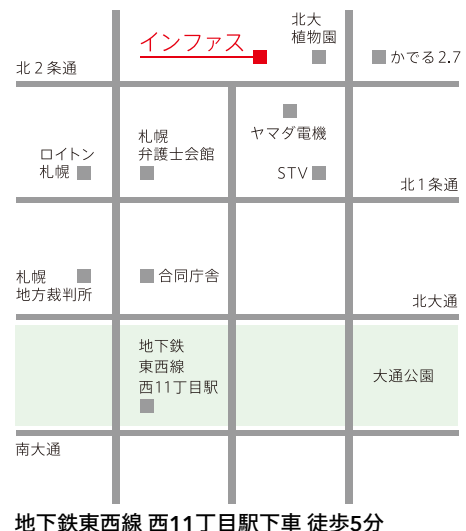 北大
植物園
インファス
かでる2.7
北2条通
ヤマダ電機
札幌
弁護士会館
ロイトン
札幌
STV
北1条通
札幌
地方裁判所
合同庁舎
北大通
地下鉄
東西線
西11丁目駅
大通公園
南大通
地下鉄東西線 西11丁目駅下車 徒歩5分